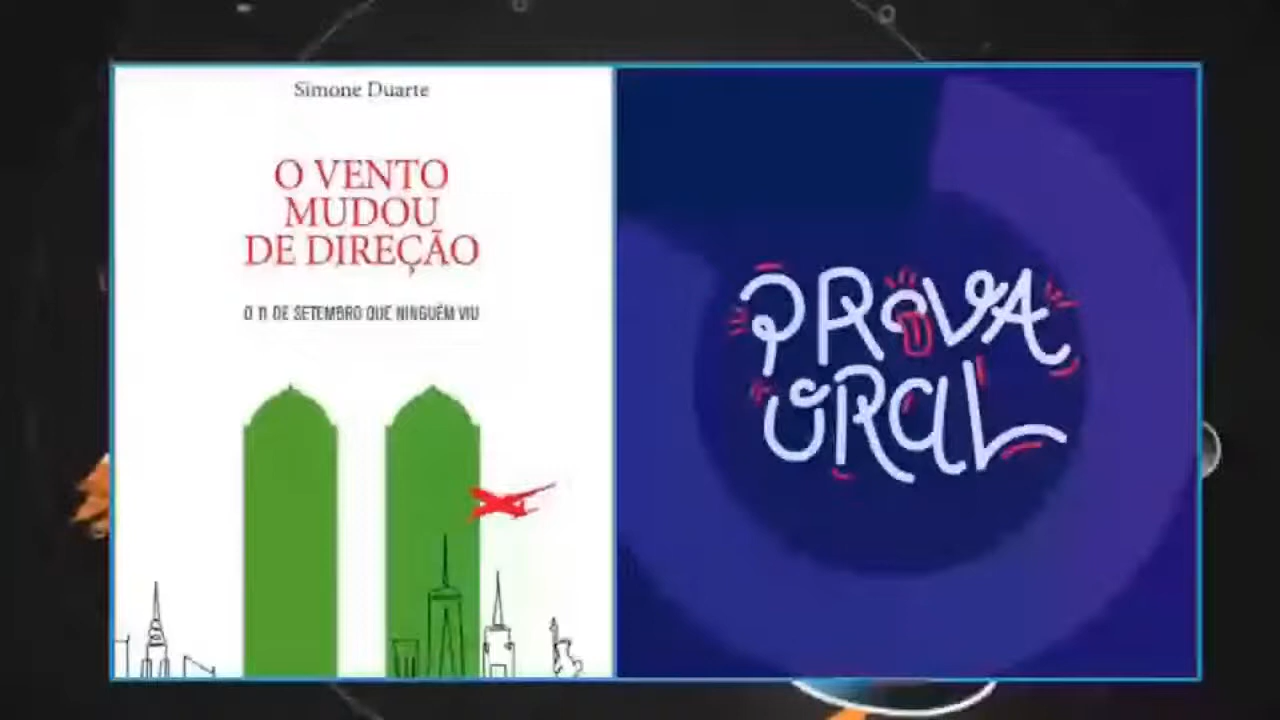 Simone Duarte
O VENTO
MUDOU
DE DIREÇÃO
O 11 DE SETEMBRO QUE NINGUÉM VIU
PROVA
ORAL